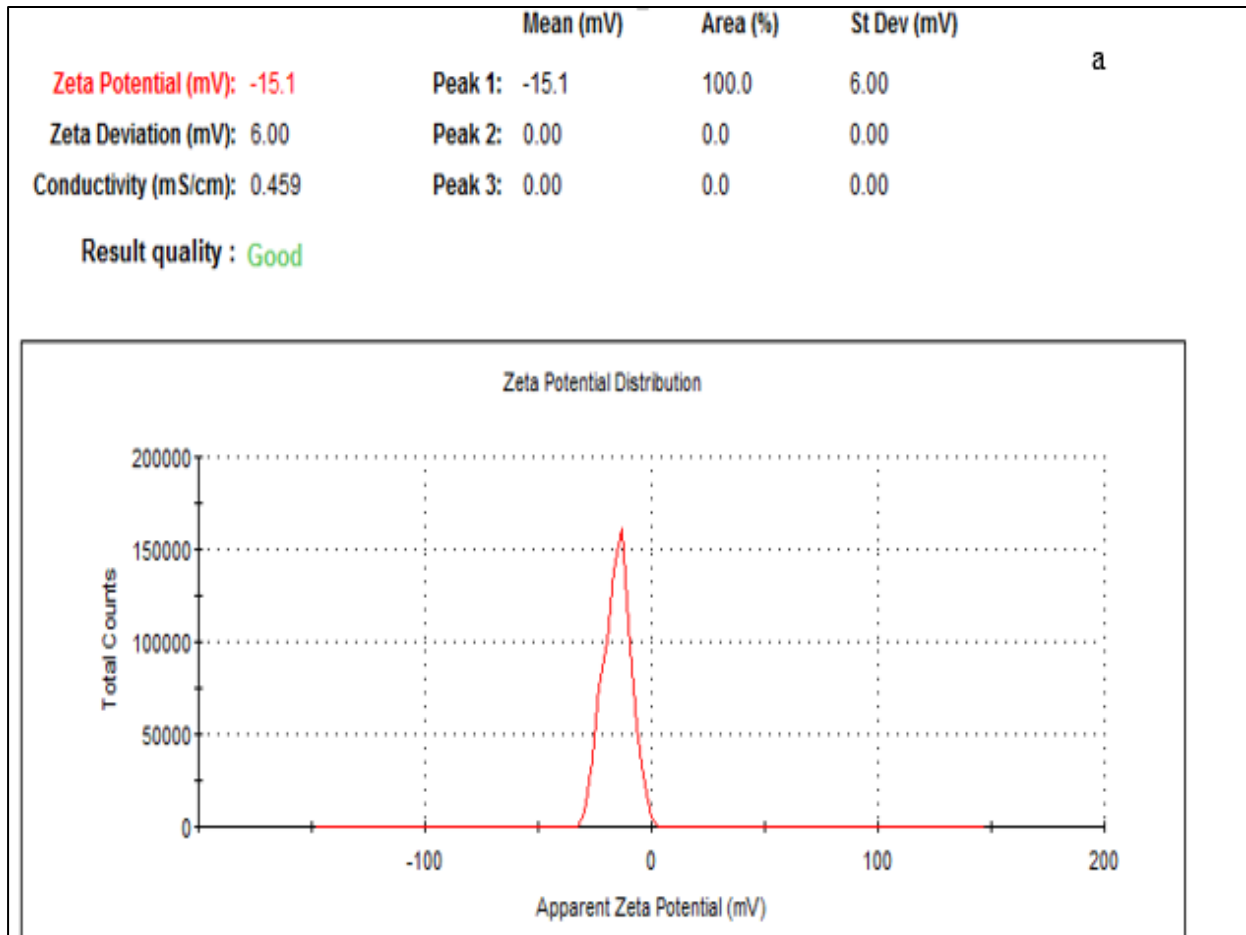 Mean (mV) Area (%) St Dev (mV)
a
Zeta Potential (mV): -15.1 Peak 1: -15.1 100.0 6.00
Zeta Deviation (mV): 6.00 Peak 2: 0.00 0.0 0.00
Conductivity (mS/cm): 0.459 Peak 3: 0.00 0.0 0.00
Result quality : Good
Zeta Potential Distribution
200000
150000
100000
50000
0
Total Counts
-100 0 100 200
Apparent Zeta Potential (mV)